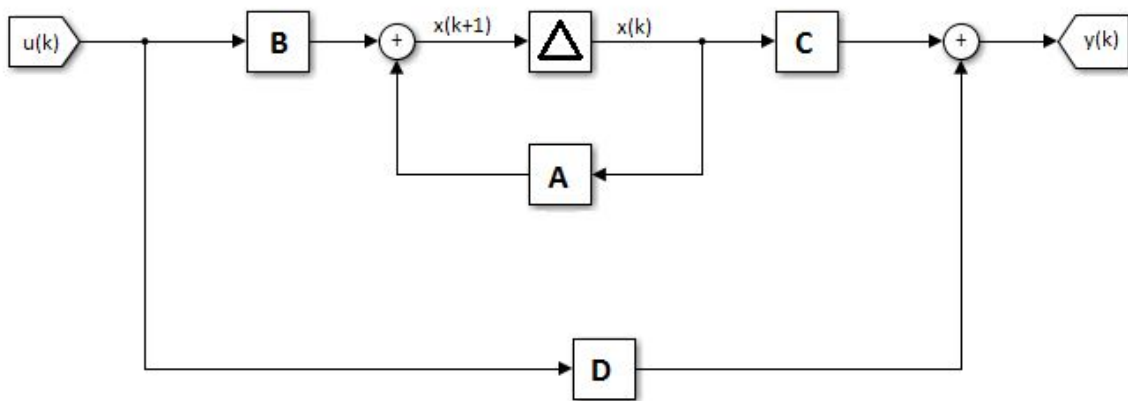 u(k) B + x(k+1) △ x(k) C + y(k)
A
D